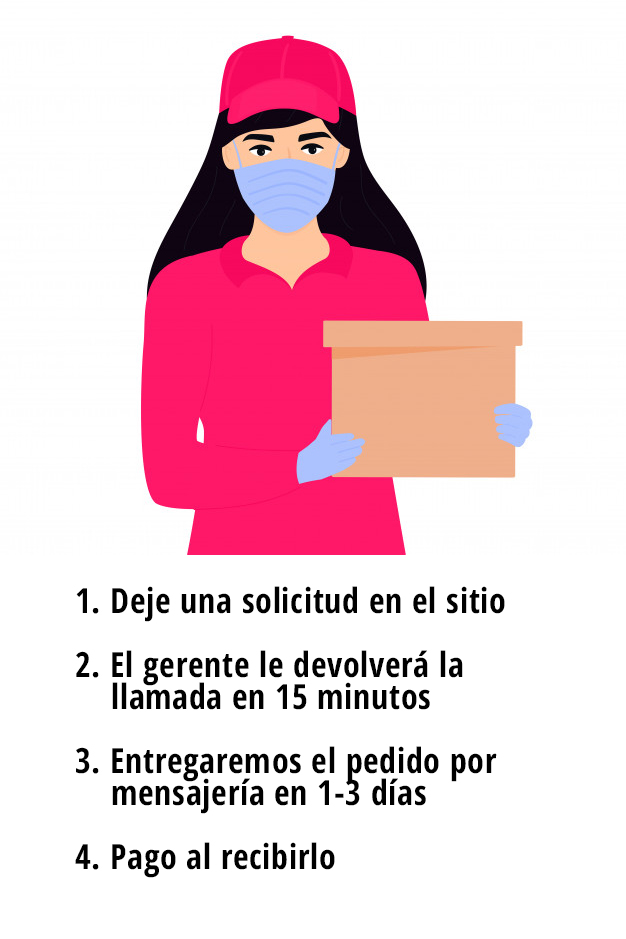 1. Deje una solicitud en el sitio
2. El gerente le devolverá la
llamada en 15 minutos
3. Entregaremos el pedido por
mensajería en 1-3 días
4. Pago al recibirlo